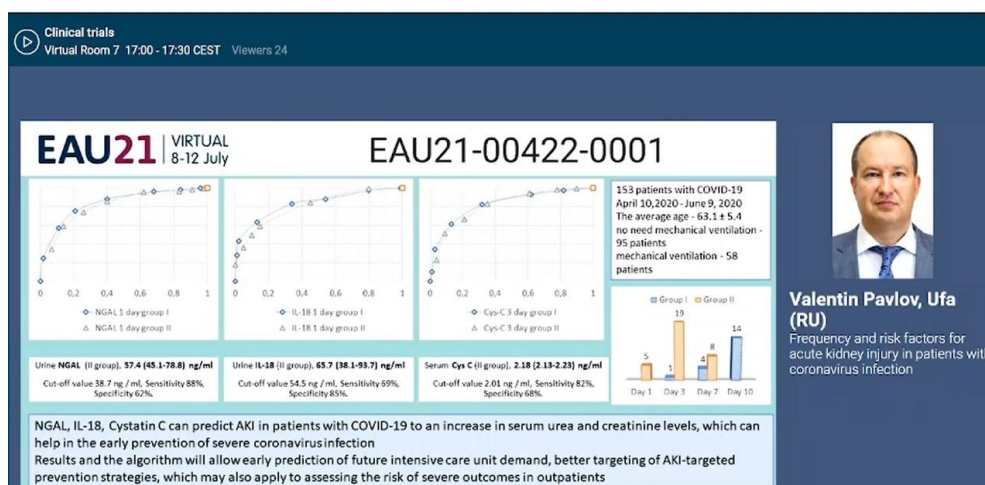 Clinical trials
Virtual Room 7 17:00 - 17:30 CEST Viewers 24
EAU21 VIRTUAL
8-12 July
EAU21-00422-0001
0 0,2 0,4 0,6 0,8 1
NGAL 1 day group I
NGAL 1 day group II
0 0,2 0,4 0,6 0,8 1
IL-18 1 day group I
IL-18 1 day group II
0 0,2 0,4 0,6 0,8 1
Cys-C 3 day group I
Cys-C 3 day group II
153 patients with COVID-19
April 10,2020 - June 9, 2020
The average age - 63.1 ± 5.4
no need mechanical ventilation -
95 patients
mechanical ventilation - 58
patients
Group I Group II
5 1 19 4 8 14
Day 1 Day 3 Day 7 Day 10
Urine NGAL (II group), 57.4 (45.1-78.8) ng/ml
Cut-off value 38.7 ng / ml, Sensitivity 88%,
Specificity 62%.
Urine IL-18 (II group), 65.7 (38.1-93.7) ng/ml
Cut-off value 54.5 ng / ml, Sensitivity 69%,
Specificity 85%.
Serum Cys C (II group), 2.18 (2.13-2.23) ng/ml
Cut-off value 2.01 ng / ml, Sensitivity 82%,
Specificity 68%.
NGAL, IL-18, Cystatin C can predict AKI in patients with COVID-19 to an increase in serum urea and creatinine levels, which can
help in the early prevention of severe coronavirus infection
Results and the algorithm will allow early prediction of future intensive care unit demand, better targeting of AKI-targeted
prevention strategies, which may also apply to assessing the risk of severe outcomes in outpatients
Valentin Pavlov, Ufa
(RU)
Frequency and risk factors for
acute kidney injury in patients wit
coronavirus infection